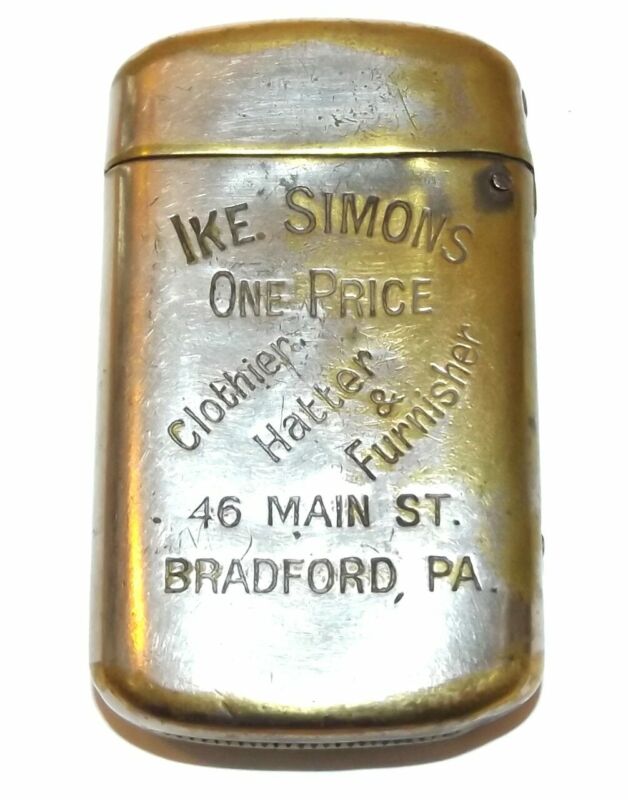 IKE. SIMONS
ONE PRICE
Clothier.
Hatter
&
Furnisher
46 MAIN ST.
BRADFORD, PA.